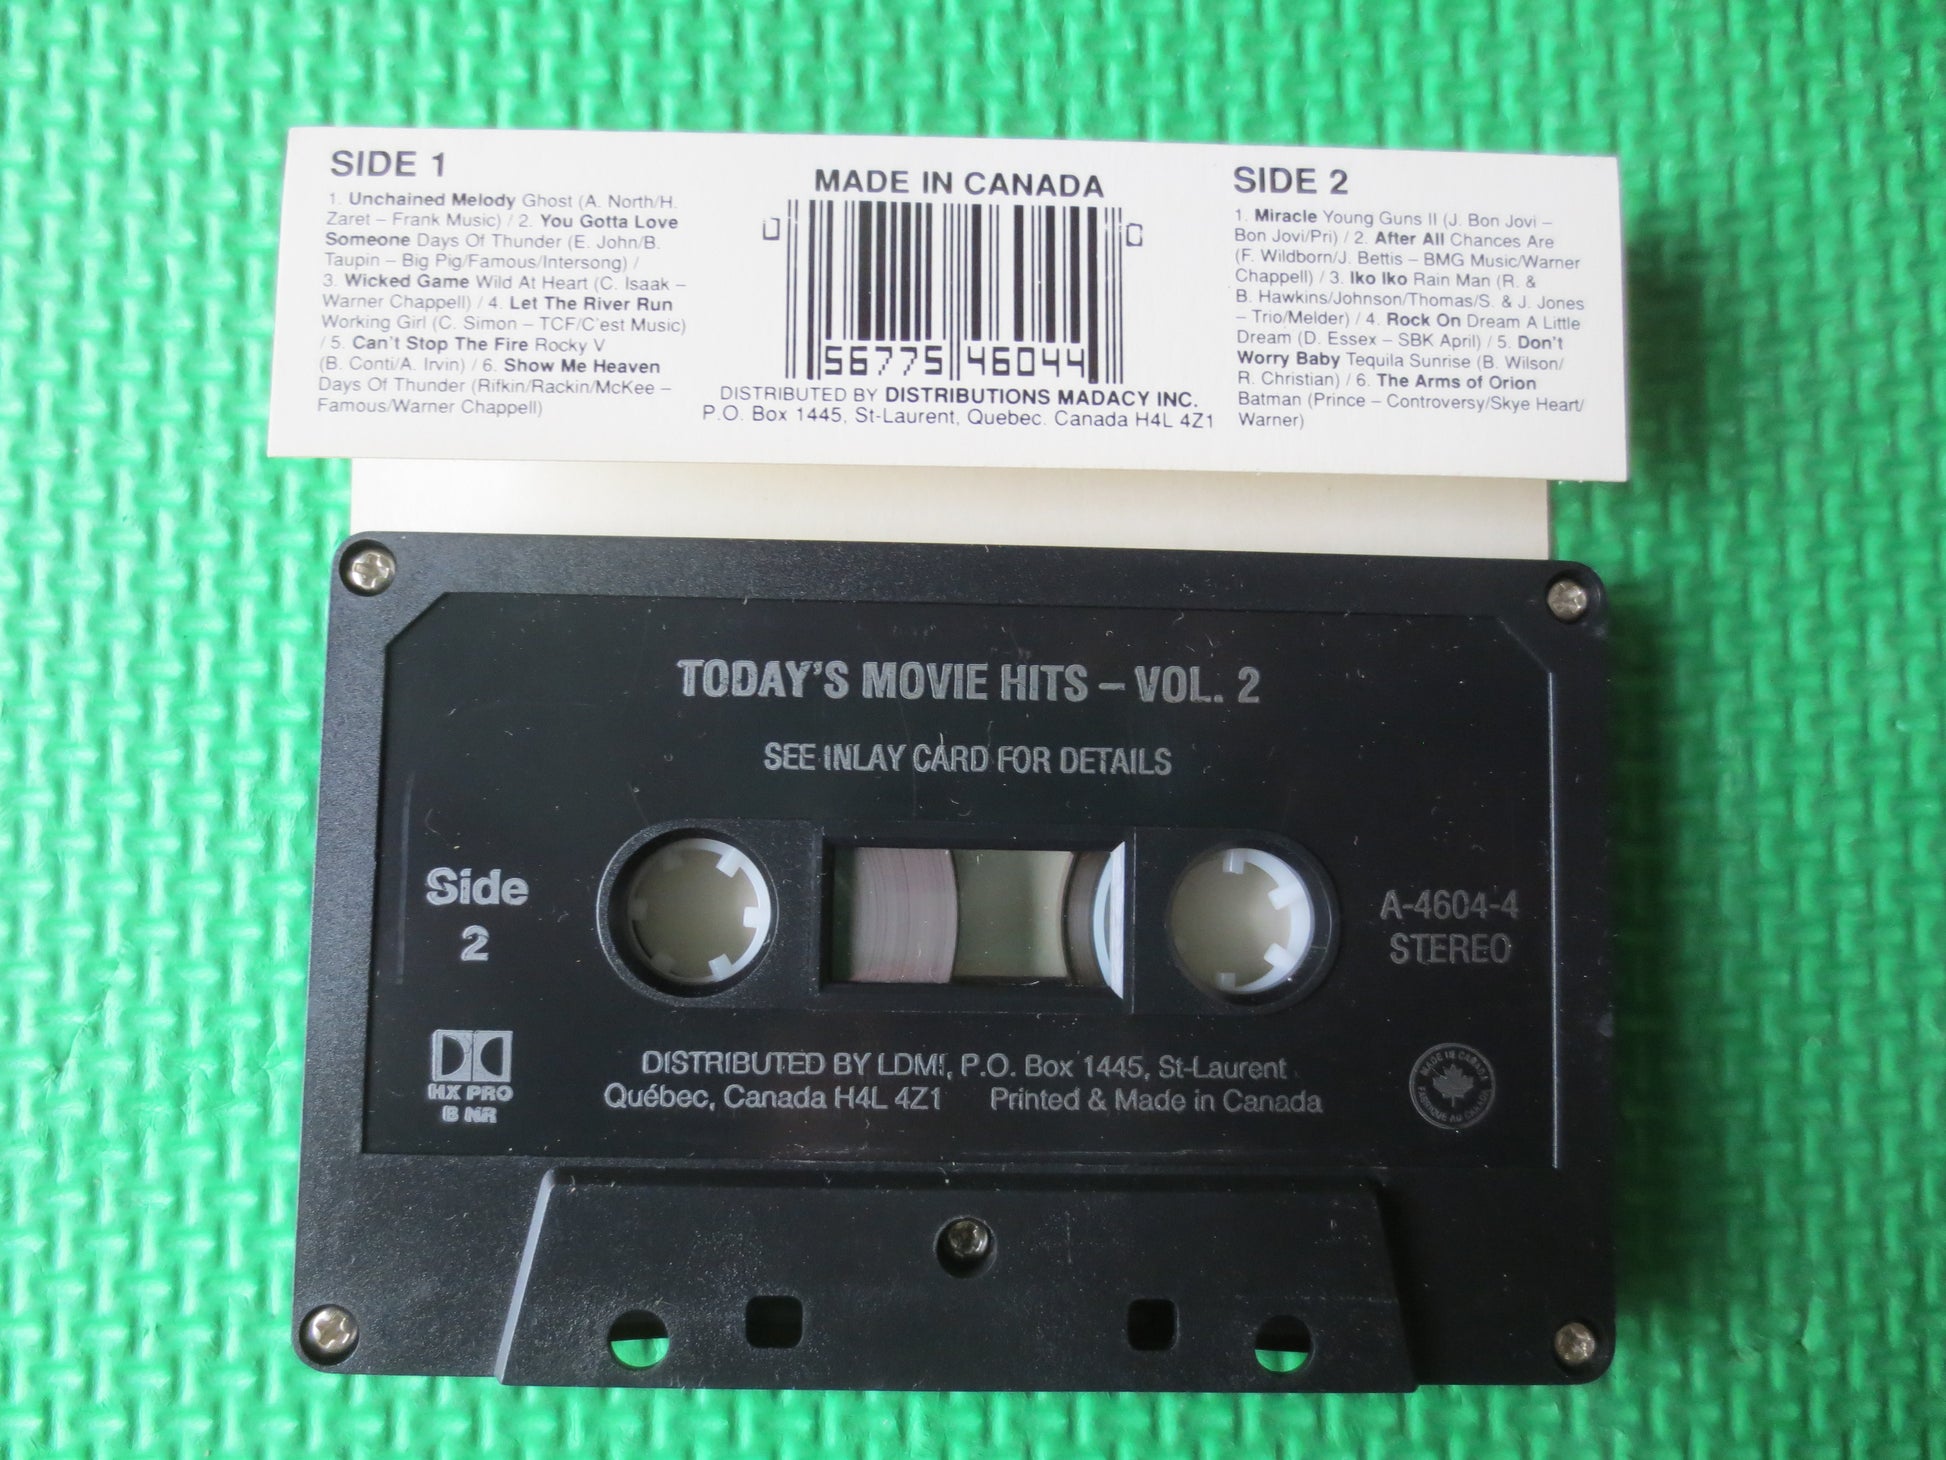 SIDE 1
1. Unchained Melody Ghost (A. North/H.
Zaret – Frank Music) / 2. You Gotta Love
Someone Days Of Thunder (E. John/B.
Taupin – Big Pig/Famous/Intersong) /
3. Wicked Game Wild At Heart (C. Isaak –
Warner Chappell) / 4. Let The River Run
Working Girl (C. Simon – TCF/C'est Music)
/ 5. Can't Stop The Fire Rocky V
(B. Conti/A. Irvin) / 6. Show Me Heaven
Days Of Thunder (Rifkin/Rackin/McKee –
Famous/Warner Chappell)
MADE IN CANADA
0 56775 46044 0
DISTRIBUTED BY DISTRIBUTIONS MADACY INC.
P.O. Box 1445, St-Laurent, Quebec. Canada H4L 4Z1
SIDE 2
1. Miracle Young Guns II (J. Bon Jovi –
Bon Jovi/Pri) / 2. After All Chances Are
(F. Wildborn/J. Bettis – BMG Music/Warner
Chappell) / 3. Iko Iko Rain Man (R. &
B. Hawkins/Johnson/Thomas/S. & J. Jones
– Trio/Melder) / 4. Rock On Dream A Little
Dream (D. Essex – SBK April) / 5. Don't
Worry Baby Tequila Sunrise (B. Wilson/
R. Christian) / 6. The Arms of Orion
Batman (Prince – Controversy/Skye Heart/
Warner)
TODAY'S MOVIE HITS – VOL. 2
SEE INLAY CARD FOR DETAILS
Side
2
A-4604-4
STEREO
HX PRO
B NR
DISTRIBUTED BY LDMI, P.O. Box 1445, St-Laurent
Québec, Canada H4L 4Z1 Printed & Made in Canada
MADE IN CANADA
FABRIQUÉ AU CANADA